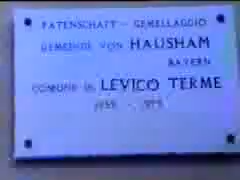 PATENSCHAFT - GEMELLAGGIO
GEMEINDE VON HAUSHAM
BAYERN
COMUNE DI LEVICO TERME